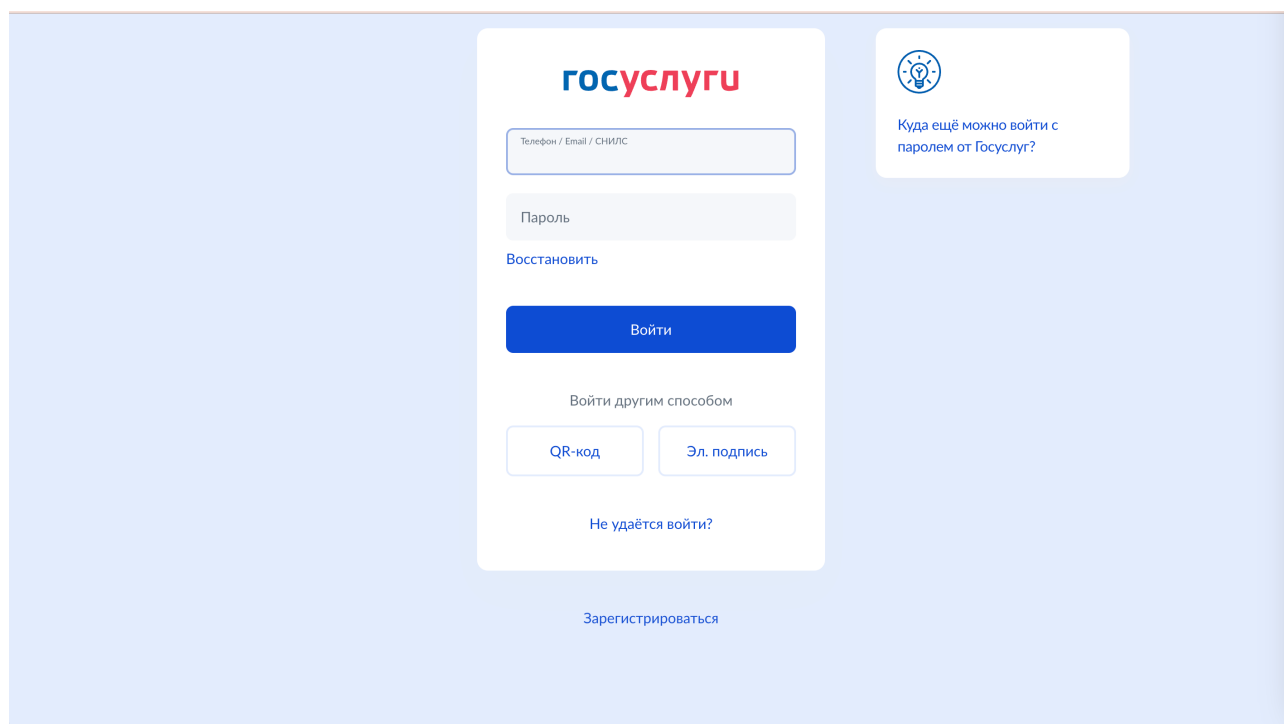 госуслуги
Телефон / Email / СНИЛС
Пароль
Восстановить
Войти
Войти другим способом
QR-код
Эл. подпись
Не удаётся войти?
Зарегистрироваться
Куда ещё можно войти с
паролем от Госуслуг?